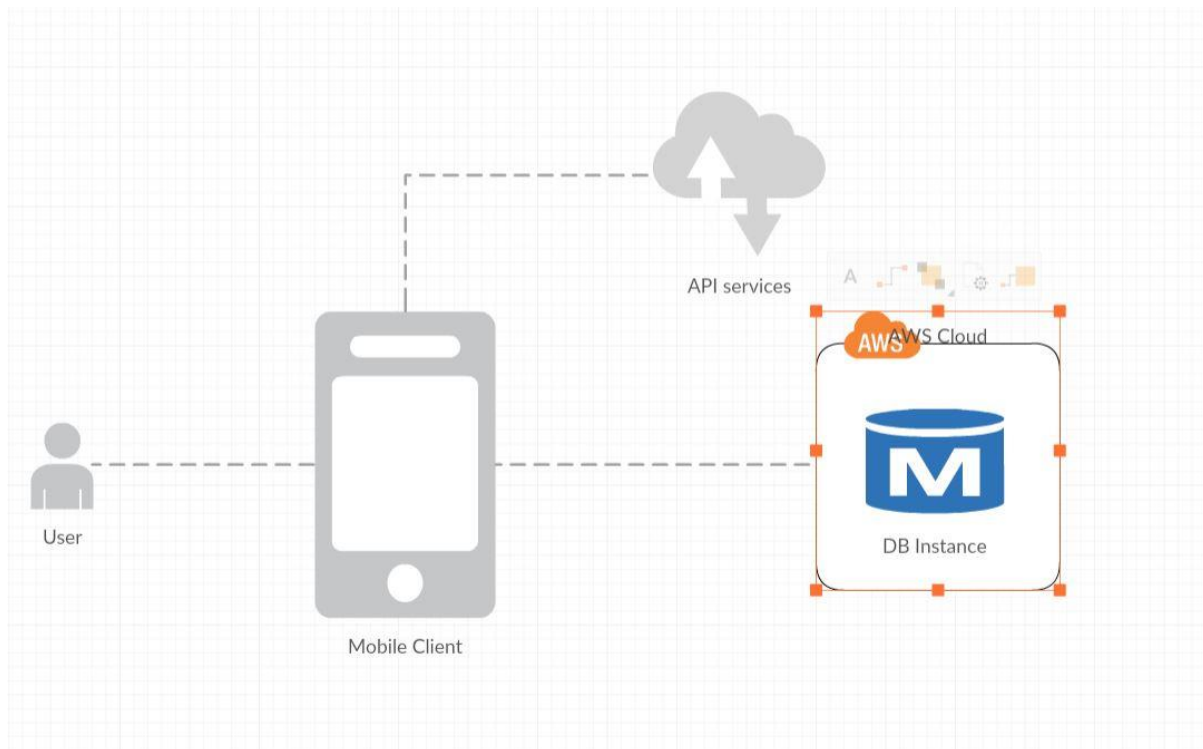 API services
A
AWS
AWS Cloud
M
DB Instance
User
Mobile Client